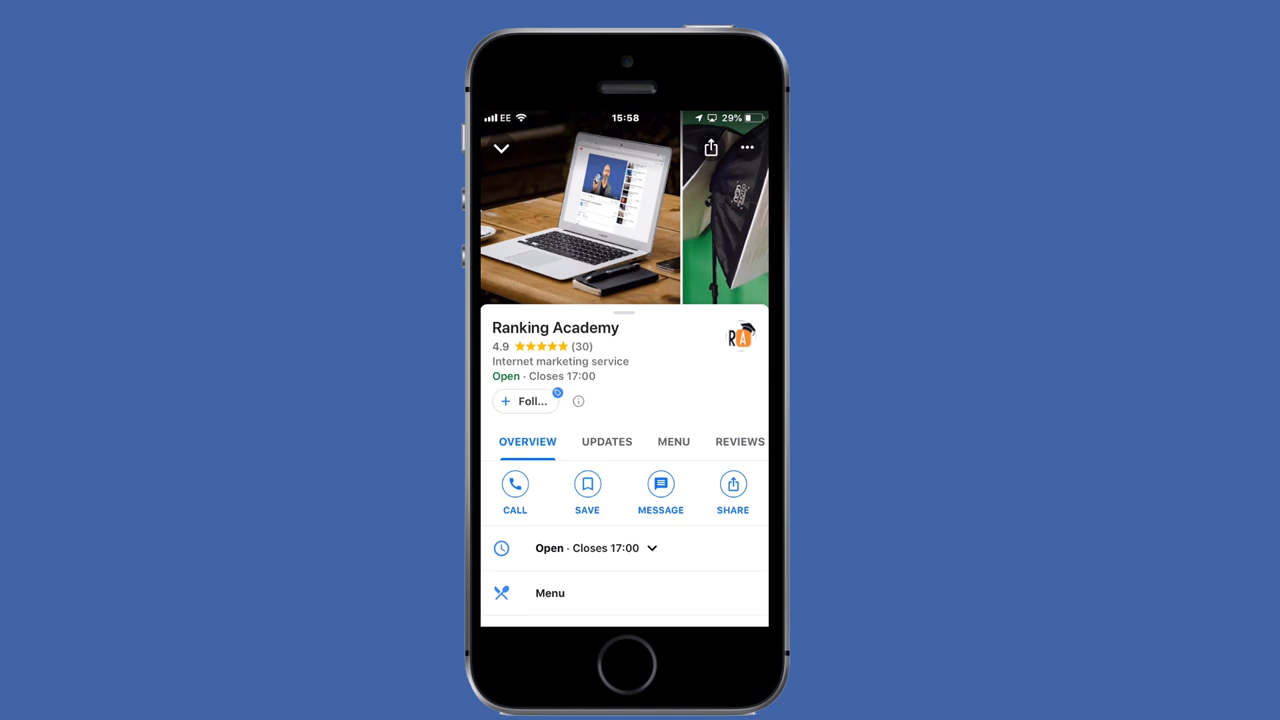 EE 15:58 29%
Ranking Academy
RA
4.9 (30)
Internet marketing service
Open · Closes 17:00
+ Foll...
OVERVIEW UPDATES MENU REVIEWS
CALL SAVE MESSAGE SHARE
Open · Closes 17:00
Menu